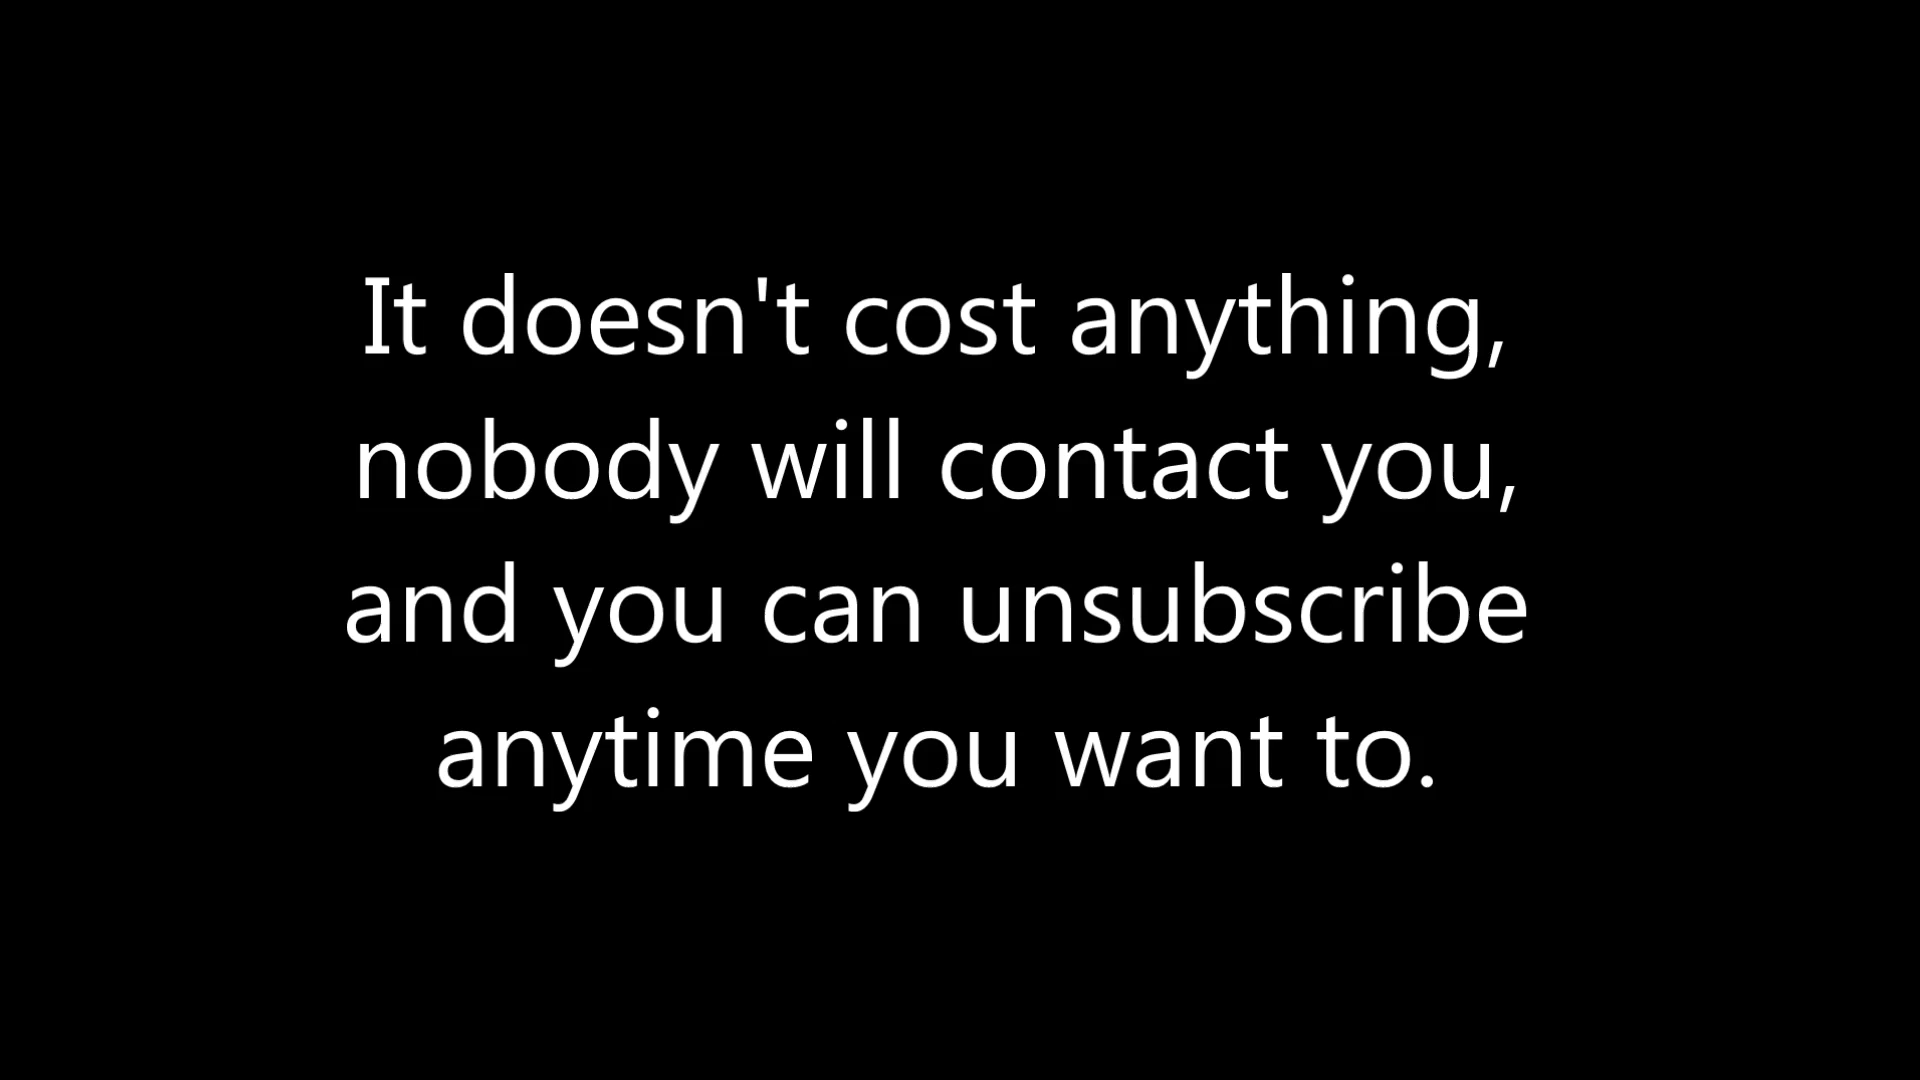 It doesn't cost anything,
nobody will contact you,
and you can unsubscribe
anytime you want to.